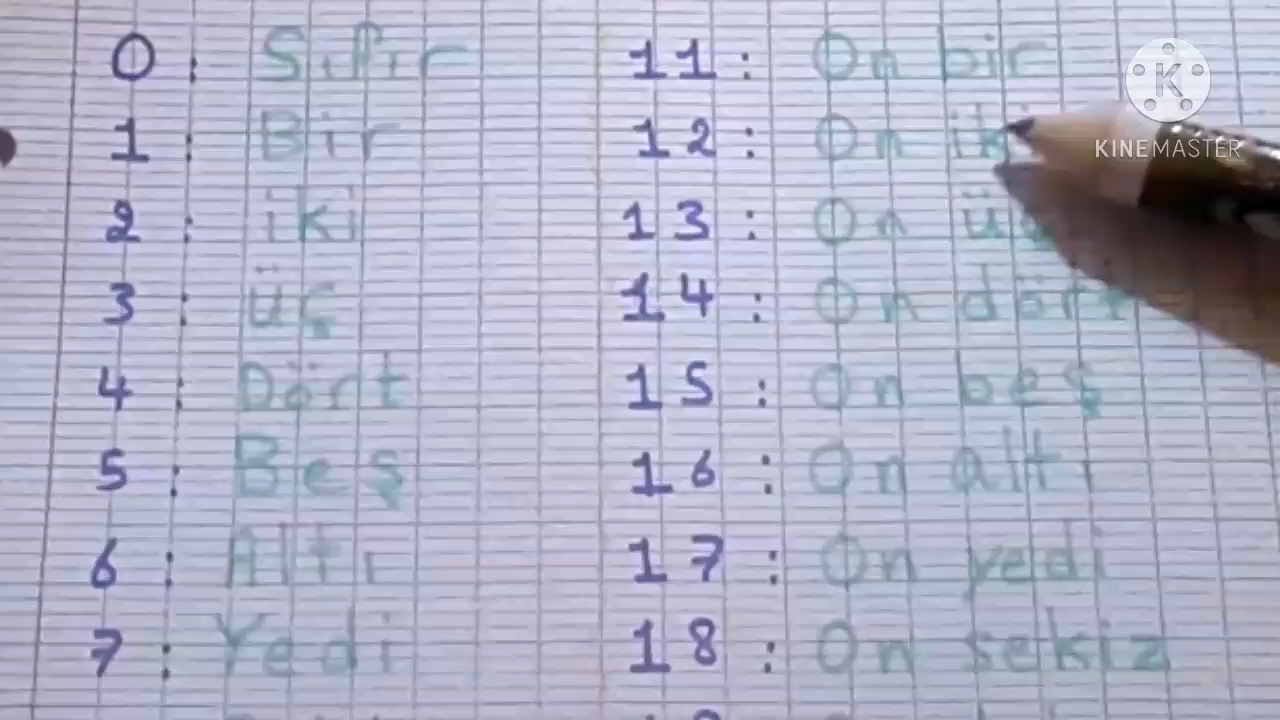 0 : Sıfır
1 : Bir
2 : iki
3 : üç
4 : Dört
5 : Beş
6 : Altı
7 : Yedi
11 : On bir
12 : On ik
13 : On üç
14 : On dört
15 : On beş
16 : On altı
17 : On yedi
18 : On sekiz
KINEMASTER